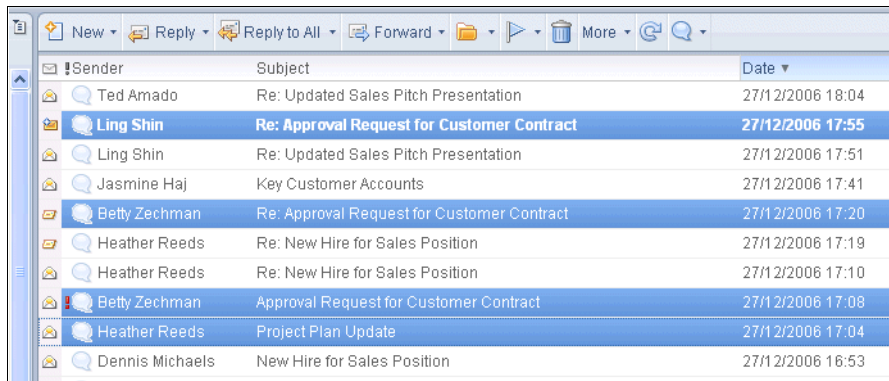 New Reply Reply to All Forward More
! Sender Subject Date
Ted Amado Re: Updated Sales Pitch Presentation 27/12/2006 18:04
Ling Shin Re: Approval Request for Customer Contract 27/12/2006 17:55
Ling Shin Re: Updated Sales Pitch Presentation 27/12/2006 17:51
Jasmine Haj Key Customer Accounts 27/12/2006 17:41
Betty Zechman Re: Approval Request for Customer Contract 27/12/2006 17:20
Heather Reeds Re: New Hire for Sales Position 27/12/2006 17:19
Heather Reeds Re: New Hire for Sales Position 27/12/2006 17:10
! Betty Zechman Approval Request for Customer Contract 27/12/2006 17:08
Heather Reeds Project Plan Update 27/12/2006 17:04
Dennis Michaels New Hire for Sales Position 27/12/2006 16:53